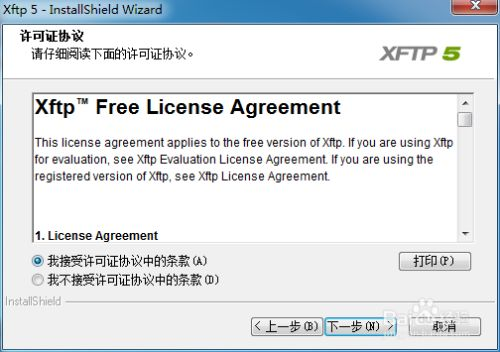 Xftp 5 - InstallShield Wizard
许可证协议
请仔细阅读下面的许可证协议。
XFTP 5
Xftp™ Free License Agreement
This license agreement applies to the free version of Xftp. If you are using Xftp
for evaluation, see Xftp Evaluation License Agreement. If you are using the
registered version of Xftp, see Xftp License Agreement.
1. License Agreement
我接受许可证协议中的条款(A)
打印(P)
我不接受许可证协议中的条款(D)
InstallShield
<上一步(B)
下一步(N)>
取消